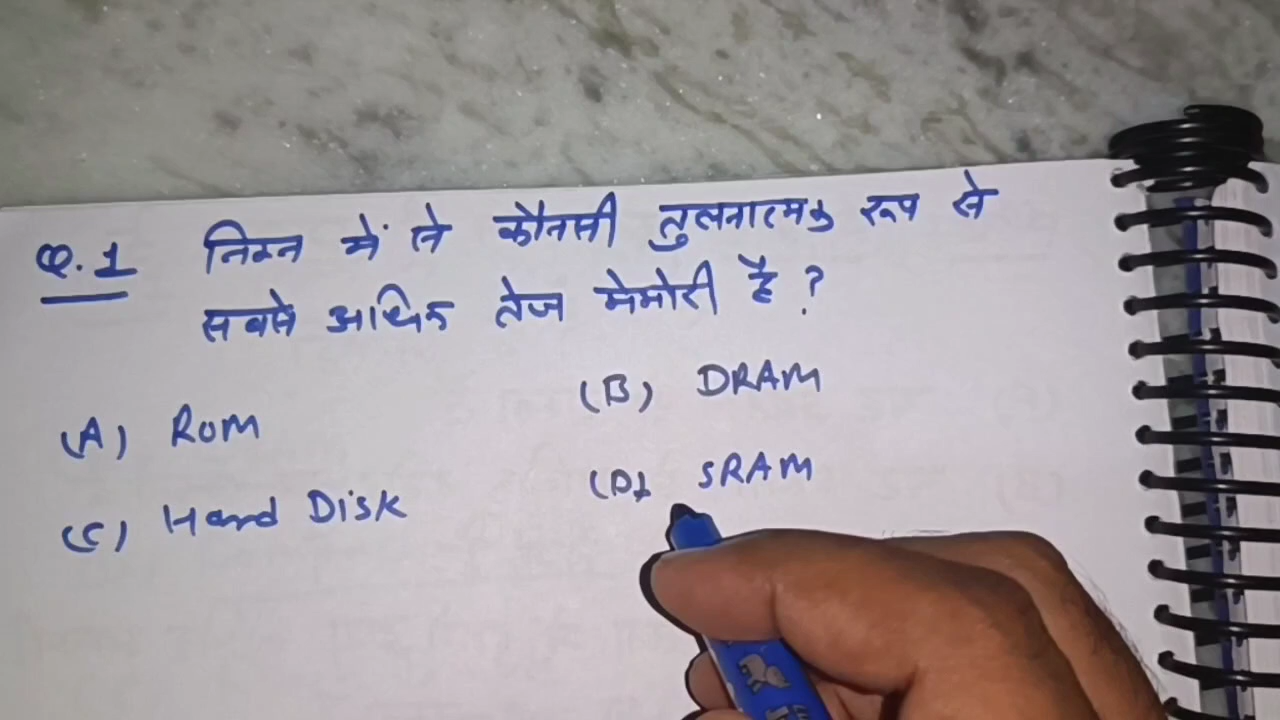 Q.1 निम्न में से कौनसी तुलनात्मक रूप से
सबसे अधिक तेज मेमोरी है ?
(A) ROM
(B) DRAM
(C) Hard Disk
(D) SRAM